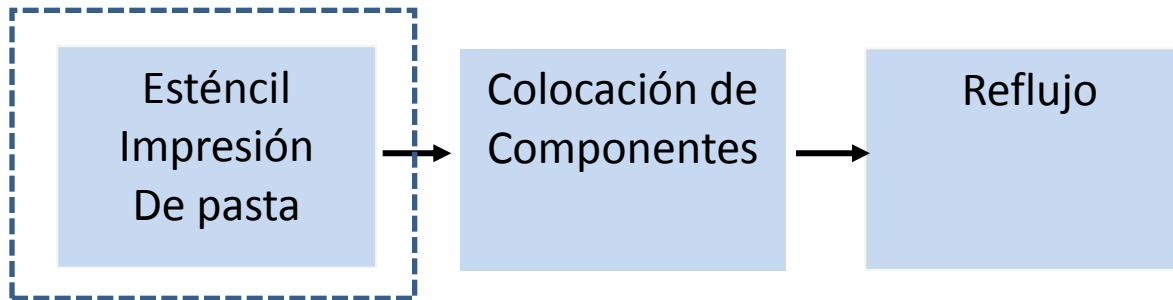 Esténcil
Impresión
De pasta
Colocación de
Componentes
Reflujo